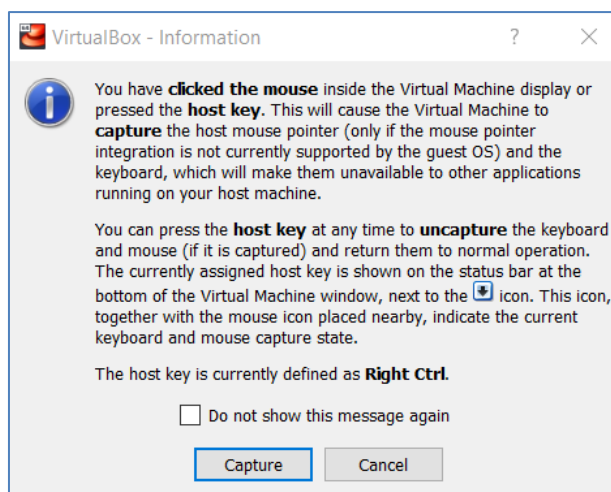 VirtualBox - Information
You have clicked the mouse inside the Virtual Machine display or
pressed the host key. This will cause the Virtual Machine to
capture the host mouse pointer (only if the mouse pointer
integration is not currently supported by the guest OS) and the
keyboard, which will make them unavailable to other applications
running on your host machine.
You can press the host key at any time to uncapture the keyboard
and mouse (if it is captured) and return them to normal operation.
The currently assigned host key is shown on the status bar at the
bottom of the Virtual Machine window, next to the icon. This icon,
together with the mouse icon placed nearby, indicate the current
keyboard and mouse capture state.
The host key is currently defined as Right Ctrl.
Do not show this message again
Capture Cancel